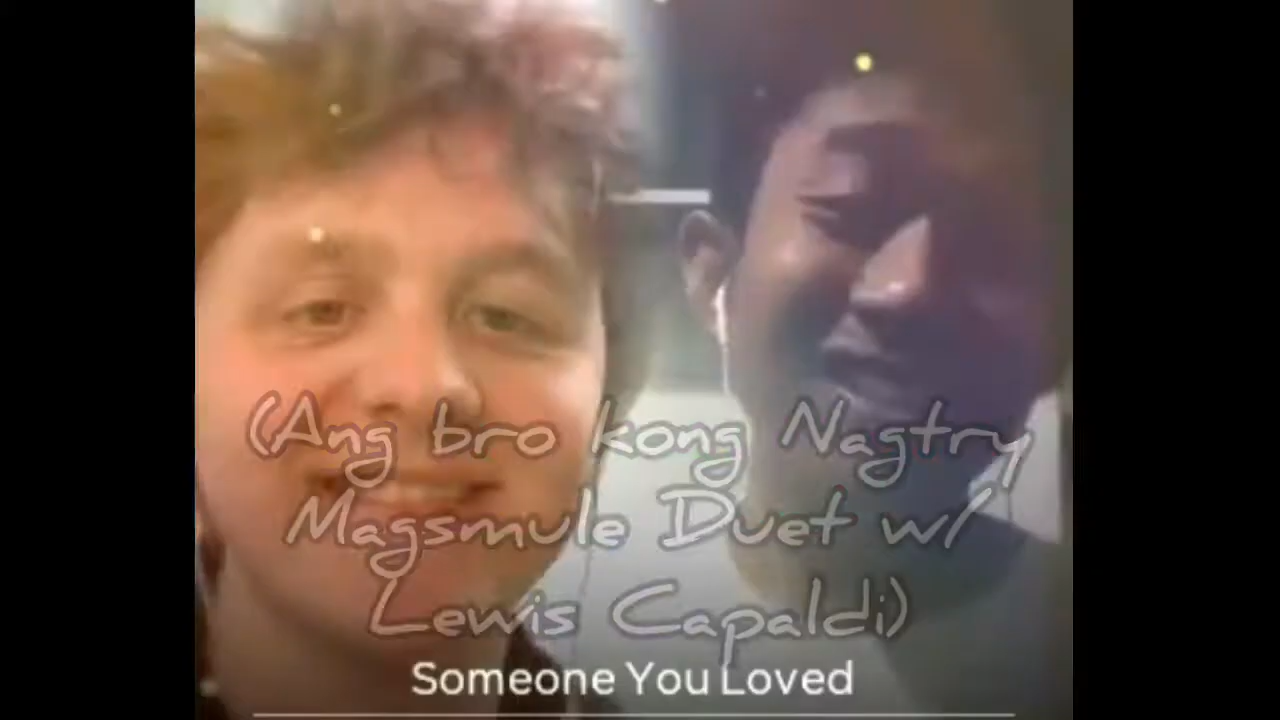 (Ang bro kong Nagtry
Magsmule Duet w/
Lewis Capaldi)
Someone You Loved